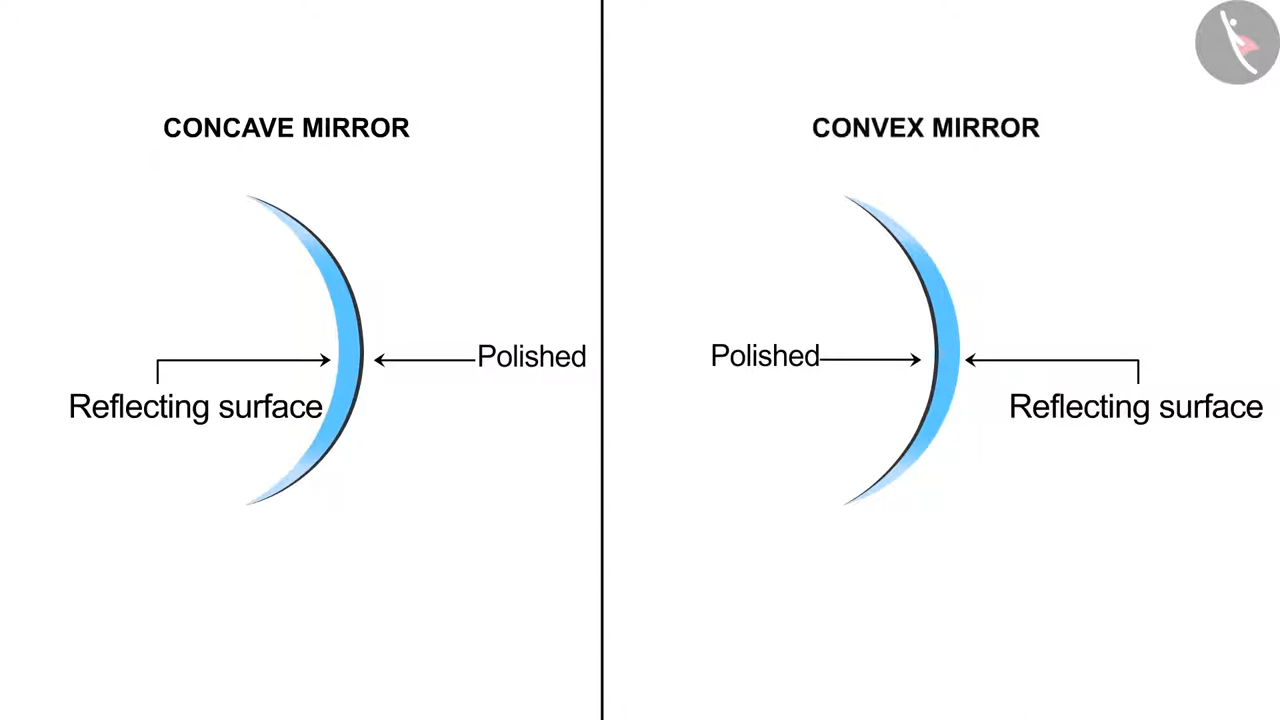 CONCAVE MIRROR
Polished
Reflecting surface
CONVEX MIRROR
Polished
Reflecting surface